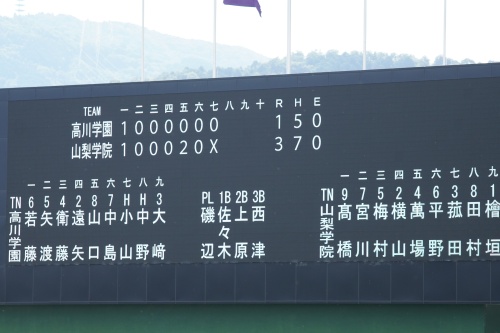 TEAM 一 二 三 四 五 六 七 八 九 十 R H E
高川学園 1 0 0 0 0 0 0 1 5 0
山梨学院 1 0 0 0 2 0 X 3 7 0
一 二 三 四 五 六 七 八 九
TN 6 5 4 2 8 7 H H 3
高川学園
若藤
矢渡
衛藤
遠矢
山口
中島
小山
中野
大﨑
PL 1B 2B 3B
磯辺
佐々木
上原
西津
一 二 三 四 五 六 七 八 九
TN 9 7 5 2 4 6 3 8 1
山梨学院
髙橋
宮川
梅村
横山
萬場
平野
菰田
田村
檜垣